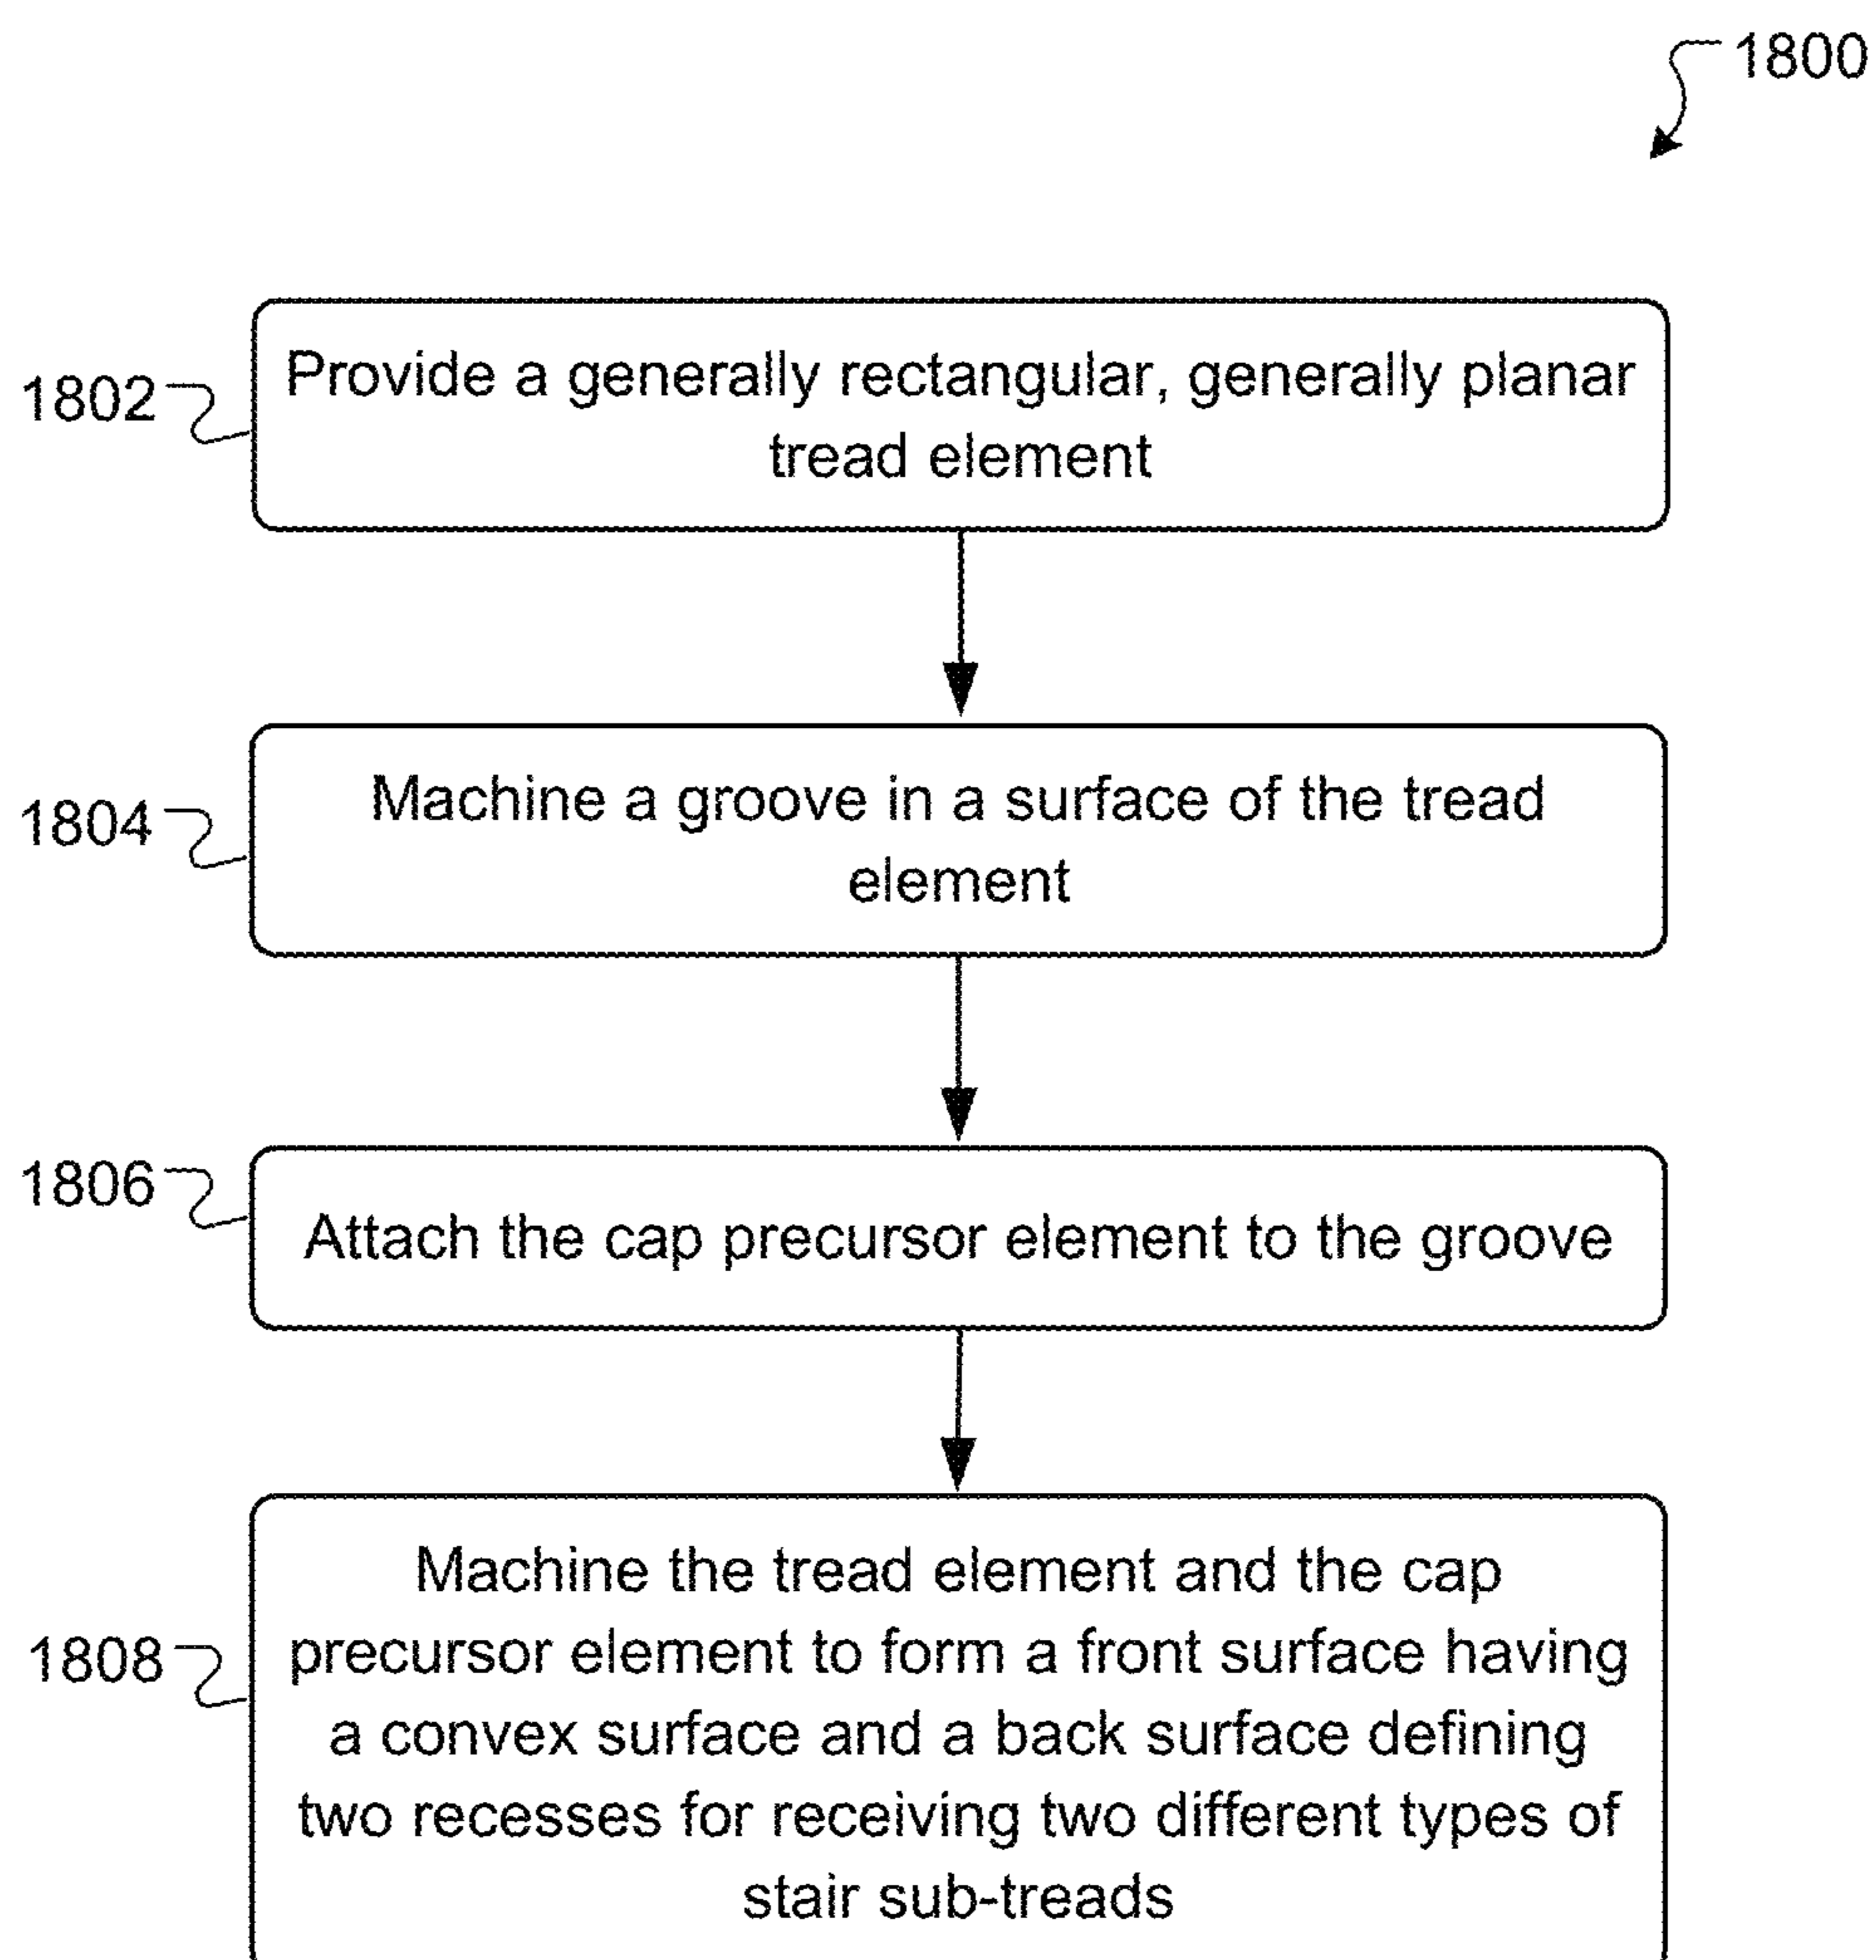 1800
1802
Provide a generally rectangular, generally planar
tread element
1804
Machine a groove in a surface of the tread
element
1806
Attach the cap precursor element to the groove
1808
Machine the tread element and the cap
precursor element to form a front surface having
a convex surface and a back surface defining
two recesses for receiving two different types of
stair sub-treads